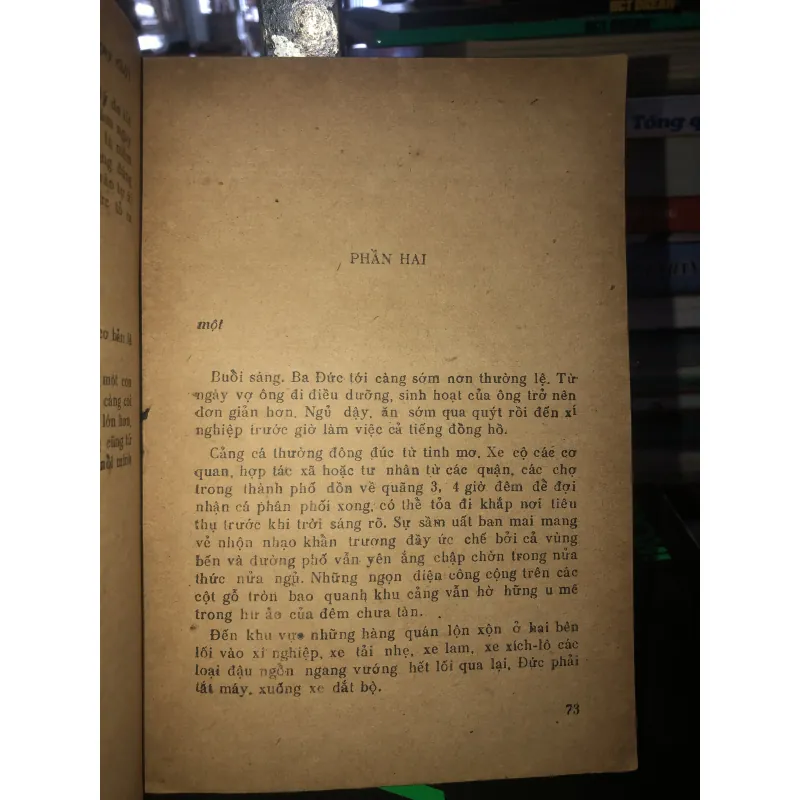 PHẦN HAI
một
Buổi sáng. Ba Đức tới cảng sớm hơn thường lệ. Từ
ngày vợ ông đi điều dưỡng, sinh hoạt của ông trở nên
đơn giản hơn. Ngủ dậy, ăn sớm qua quýt rồi đến xí
nghiệp trước giờ làm việc cả tiếng đồng hồ.
Cảng cá thường đông đúc từ tinh mơ. Xe cộ các cơ
quan, hợp tác xã hoặc tư nhân từ các quận, các chợ
trong thành phố dồn về quãng 3, 4 giờ đêm để đợi
nhận cá phân phối xong, có thể tỏa đi khắp nơi tiêu
thụ trước khi trời sáng rõ. Sự sầm uất ban mai mang
vẻ nhộn nhạo khẩn trương đầy ức chế bởi cả vùng
bến và đường phố vẫn yên ắng chập chờn trong nửa
thức nửa ngủ. Những ngọn điện công cộng trên các
cột gỗ tròn bao quanh khu cảng vẫn hờ hững u mê
trong hư ảo của đêm chưa tàn.
Đến khu vực những hàng quán lộn xộn ở hai bên
lối vào xí nghiệp, xe tải nhẹ, xe lam, xe xích-lô các
loại đậu ngổn ngang vướng hết lối qua lại, Đức phải
tắt máy, xuống xe dắt bộ.
73
một con
càng cái
lớn hơn,
cũng từ
Tổng q